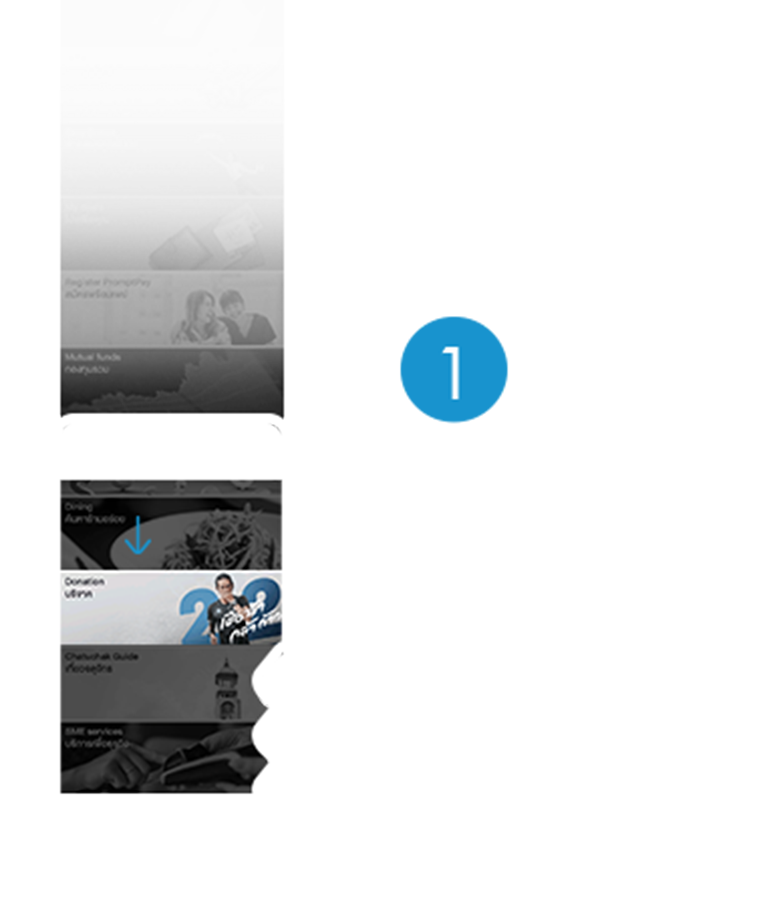 Register PromptPay
สมัครพร้อมเพย์
1
Mutual funds
กองทุนรวม
Dining
ค้นหาร้านอร่อย
Donation
บริจาค
22
Chatuchak Guide
เที่ยวจตุจักร
SME services
บริการเพื่อธุรกิจ